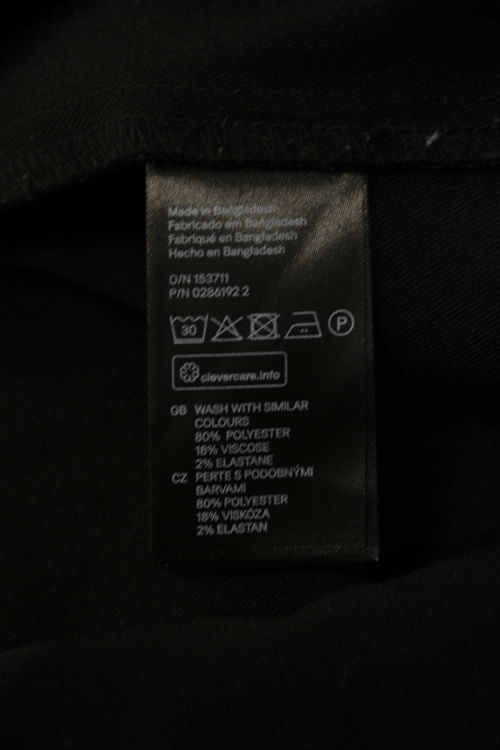 Made in Bangladesh
Fabricado em Bangladesh
Fabriqué en Bangladesh
Hecho en Bangladesh
O/N 153711
P/N 0286192 2
30 P
clevercare.info
GB WASH WITH SIMILAR
COLOURS
80% POLYESTER
18% VISCOSE
2% ELASTANE
CZ PERTE S PODOBNÝMI
BARVAMI
80% POLYESTER
18% VISKÓZA
2% ELASTAN